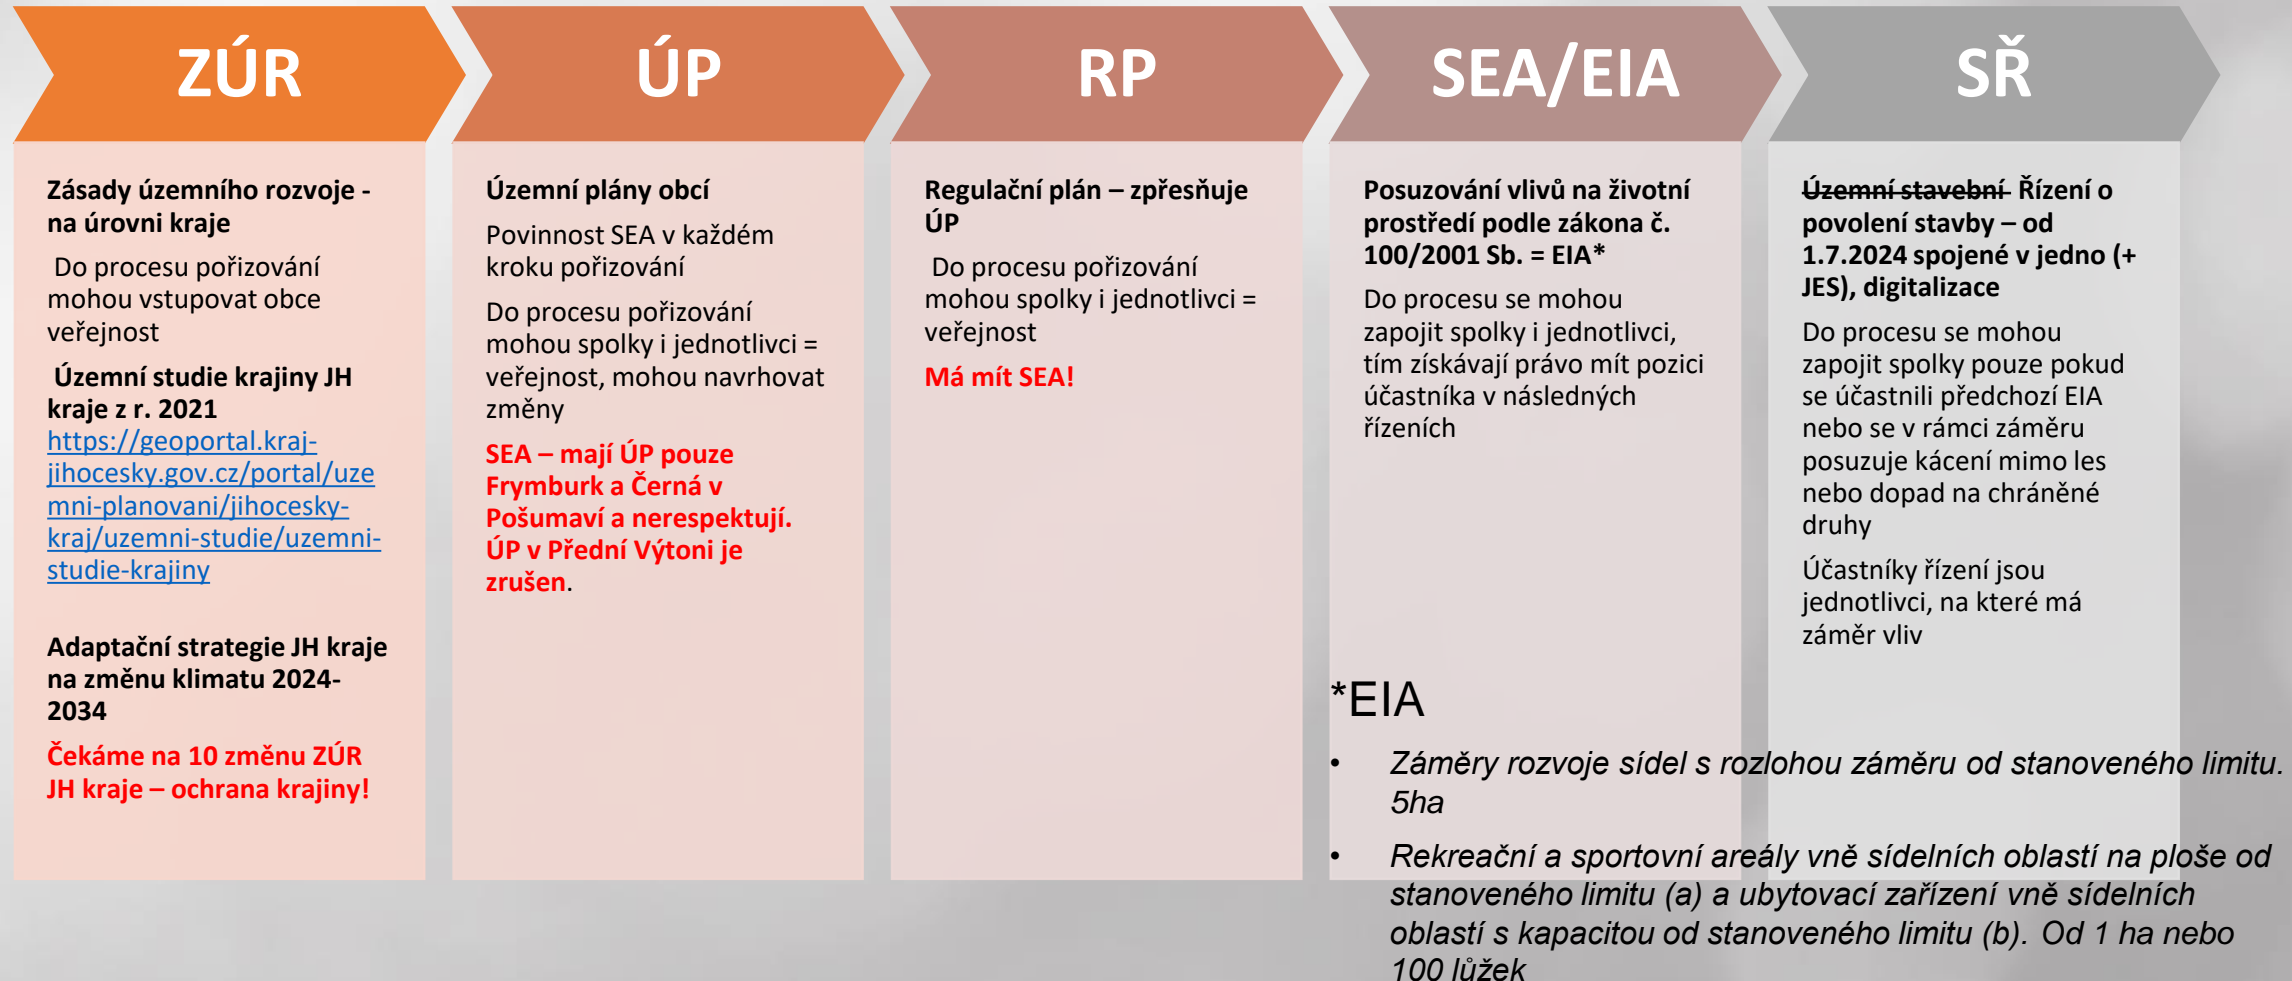 ZÚR
Zásady územního rozvoje -
na úrovni kraje
Do procesu pořizování
mohou vstupovat obce
veřejnost
Územní studie krajiny JH
kraje z r. 2021
https://geoportal.kraj-
jihocesky.gov.cz/portal/uze
mni-planovani/jihocesky-
kraj/uzemni-studie/uzemni-
studie-krajiny
Adaptační strategie JH kraje
na změnu klimatu 2024-
2034
Čekáme na 10 změnu ZÚR
JH kraje – ochrana krajiny!
ÚP
Územní plány obcí
Povinnost SEA v každém
kroku pořizování
Do procesu pořizování
mohou spolky i jednotlivci =
veřejnost, mohou navrhovat
změny
SEA – mají ÚP pouze
Frymburk a Černá v
Pošumaví a nerespektují.
ÚP v Přední Výtoni je
zrušen.
RP
Regulační plán – zpřesňuje
ÚP
Do procesu pořizování
mohou spolky i jednotlivci =
veřejnost
Má mít SEA!
SEA/EIA
Posuzování vlivů na životní
prostředí podle zákona č.
100/2001 Sb. = EIA*
Do procesu se mohou
zapojit spolky i jednotlivci,
tím získávají právo mít pozici
účastníka v následných
řízeních
SŘ
Územní stavební Řízení o
povolení stavby – od
1.7.2024 spojené v jedno (+
JES), digitalizace
Do procesu se mohou
zapojit spolky pouze pokud
se účastnili předchozí EIA
nebo se v rámci záměru
posuzuje kácení mimo les
nebo dopad na chráněné
druhy
Účastníky řízení jsou
jednotlivci, na které má
záměr vliv
*EIA
• Záměry rozvoje sídel s rozlohou záměru od stanoveného limitu.
5ha
• Rekreační a sportovní areály vně sídelních oblastí na ploše od
stanoveného limitu (a) a ubytovací zařízení vně sídelních
oblastí s kapacitou od stanoveného limitu (b). Od 1 ha nebo
100 lůžek